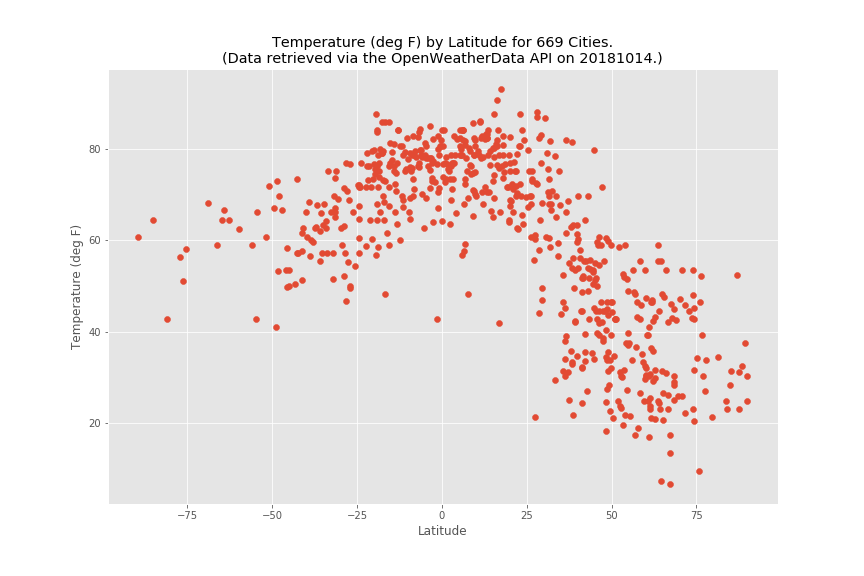 Temperature (deg F) by Latitude for 669 Cities.
(Data retrieved via the OpenWeatherData API on 20181014.)
Temperature (deg F)
80
60
40
20
−75
−50
−25
0
25
50
75
Latitude